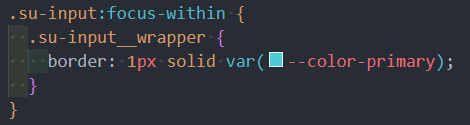 .su-input:focus-within {
  .su-input__wrapper {
    border: 1px solid var(--color-primary);
  }
}